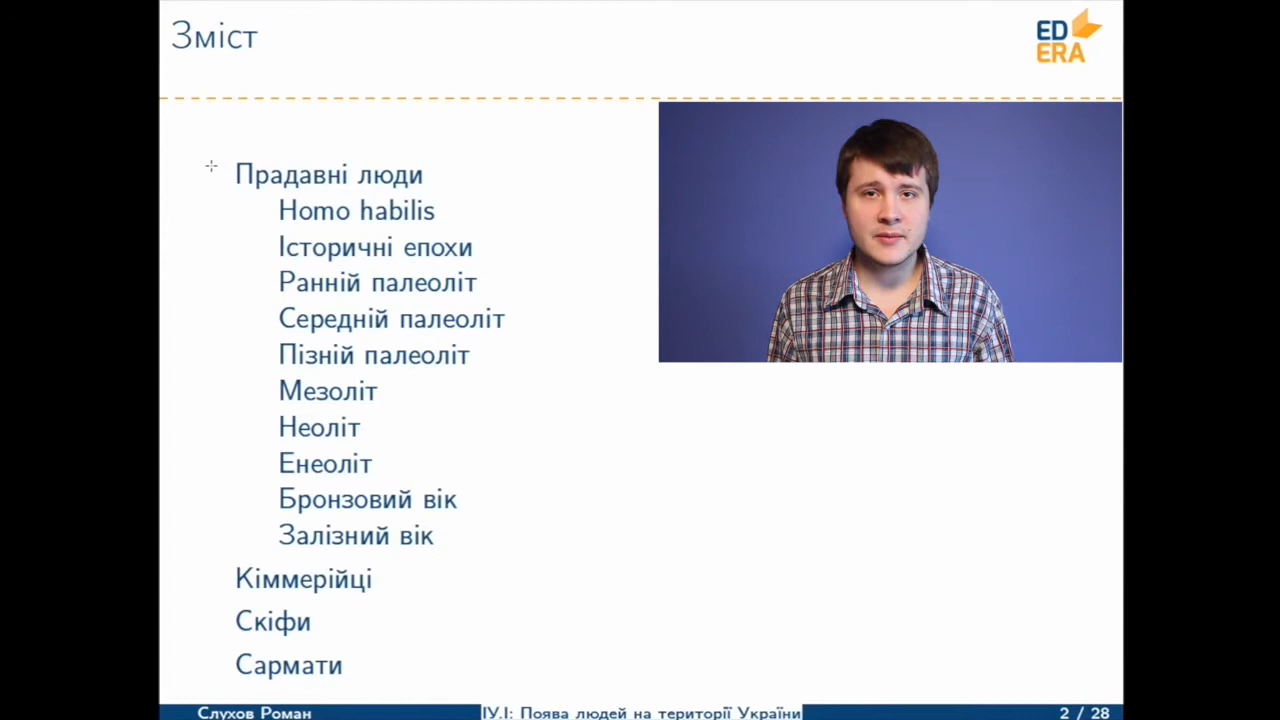 Зміст
ED
ERA
Прадавні люди
Homo habilis
Історичні епохи
Ранній палеоліт
Середній палеоліт
Пізній палеоліт
Мезоліт
Неоліт
Енеоліт
Бронзовий вік
Залізний вік
Кіммерійці
Скіфи
Сармати
Слухов Роман
ІУ.І: Поява людей на території України
2 / 28